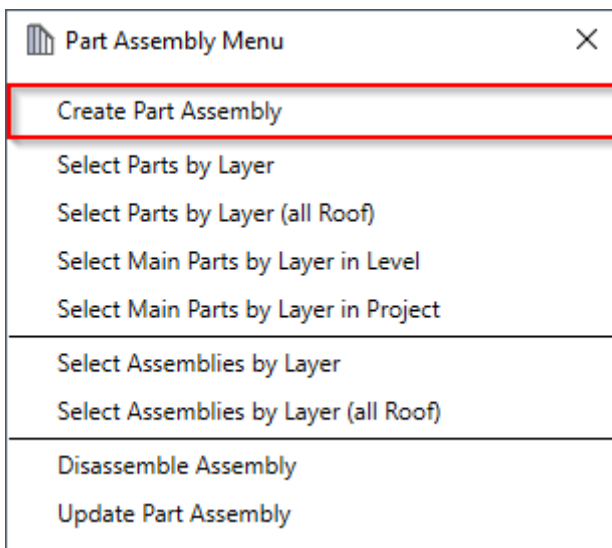 Part Assembly Menu
Create Part Assembly
Select Parts by Layer
Select Parts by Layer (all Roof)
Select Main Parts by Layer in Level
Select Main Parts by Layer in Project
Select Assemblies by Layer
Select Assemblies by Layer (all Roof)
Disassemble Assembly
Update Part Assembly